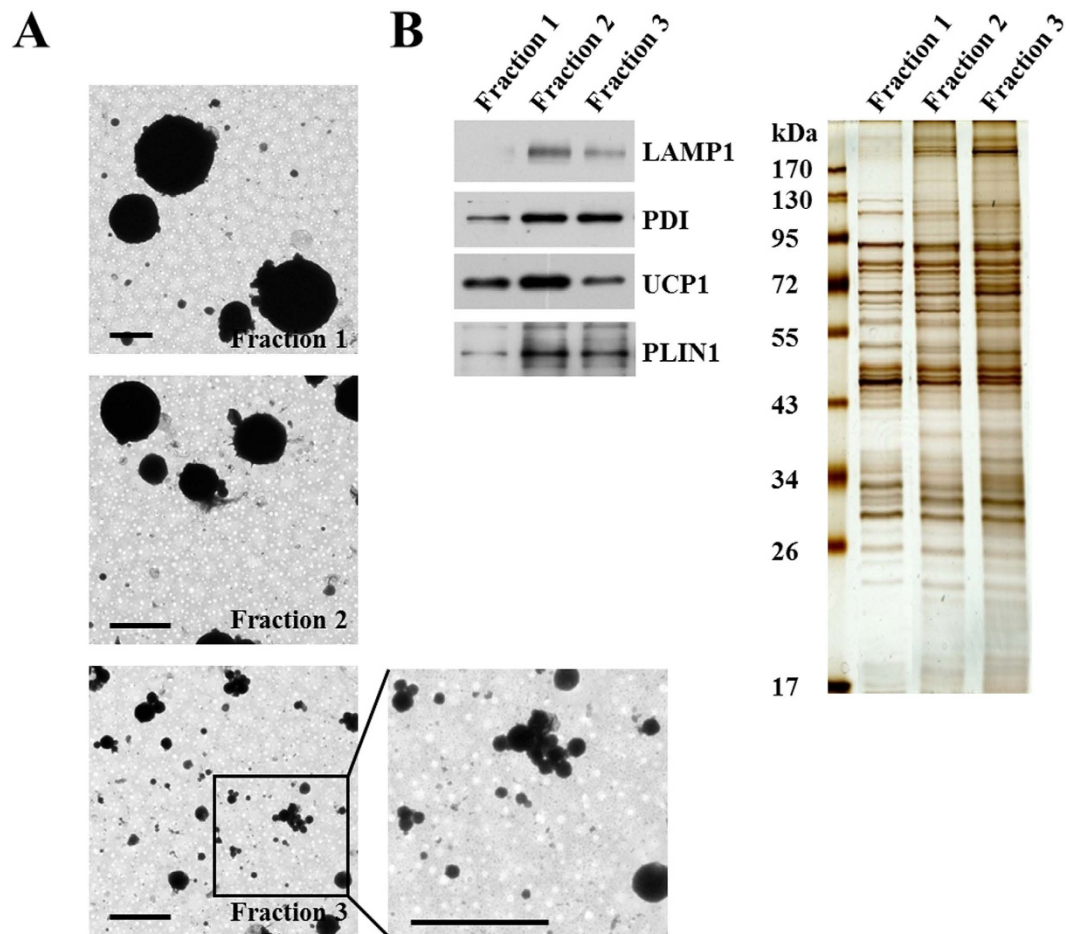 A
Fraction 1
Fraction 2
Fraction 3
B
Fraction 1
Fraction 2
Fraction 3
LAMP1
PDI
UCP1
PLIN1
Fraction 1
Fraction 2
Fraction 3
kDa
170
130
95
72
55
43
34
26
17